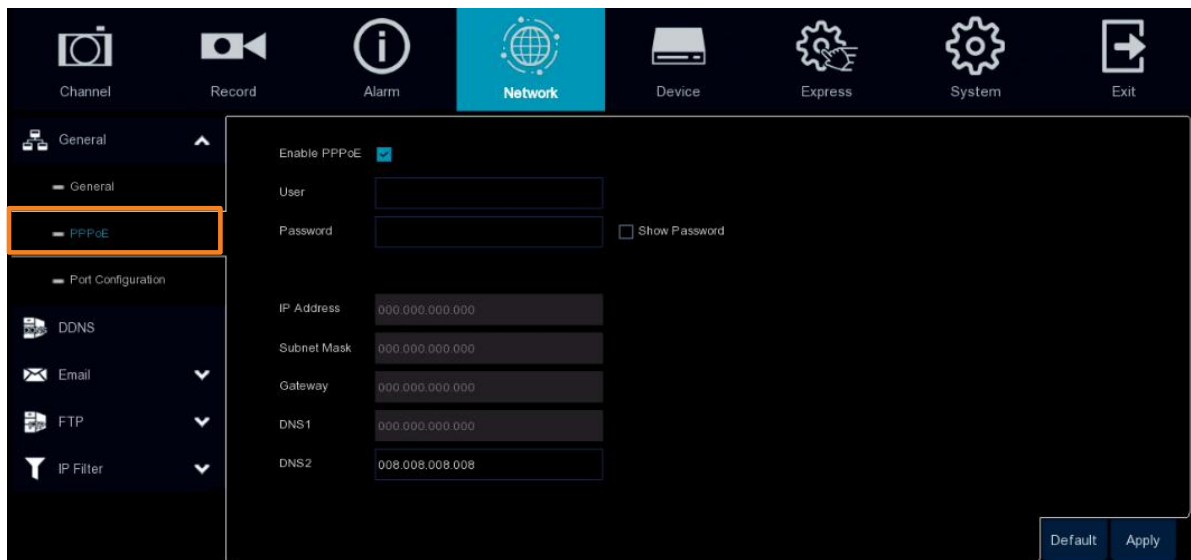 Channel Record Alarm Network Device Express System Exit
General
General
PPPoE
Port Configuration
DDNS
Email
FTP
IP Filter
Enable PPPoE
User
Password Show Password
IP Address 000.000.000.000
Subnet Mask 000.000.000.000
Gateway 000.000.000.000
DNS1 000.000.000.000
DNS2 008.008.008.008
Default Apply